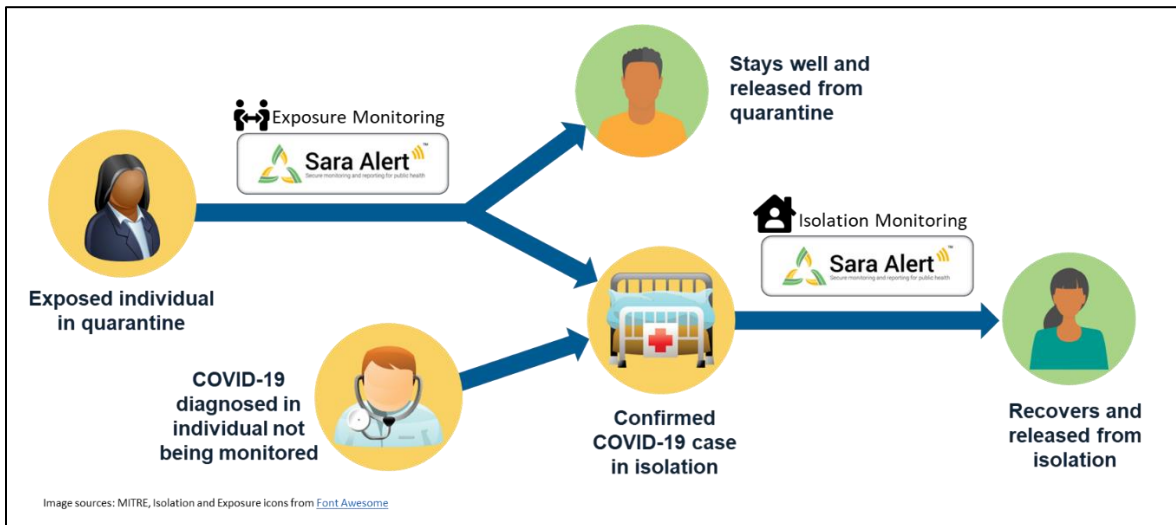 Exposure Monitoring
Sara Alert™
Secure monitoring and reporting for public health
Stays well and
released from
quarantine
Exposed individual
in quarantine
Isolation Monitoring
Sara Alert™
Secure monitoring and reporting for public health
COVID-19
diagnosed in
individual not
being monitored
Confirmed
COVID-19 case
in isolation
Recovers and
released from
isolation
Image sources: MITRE, Isolation and Exposure icons from Font Awesome